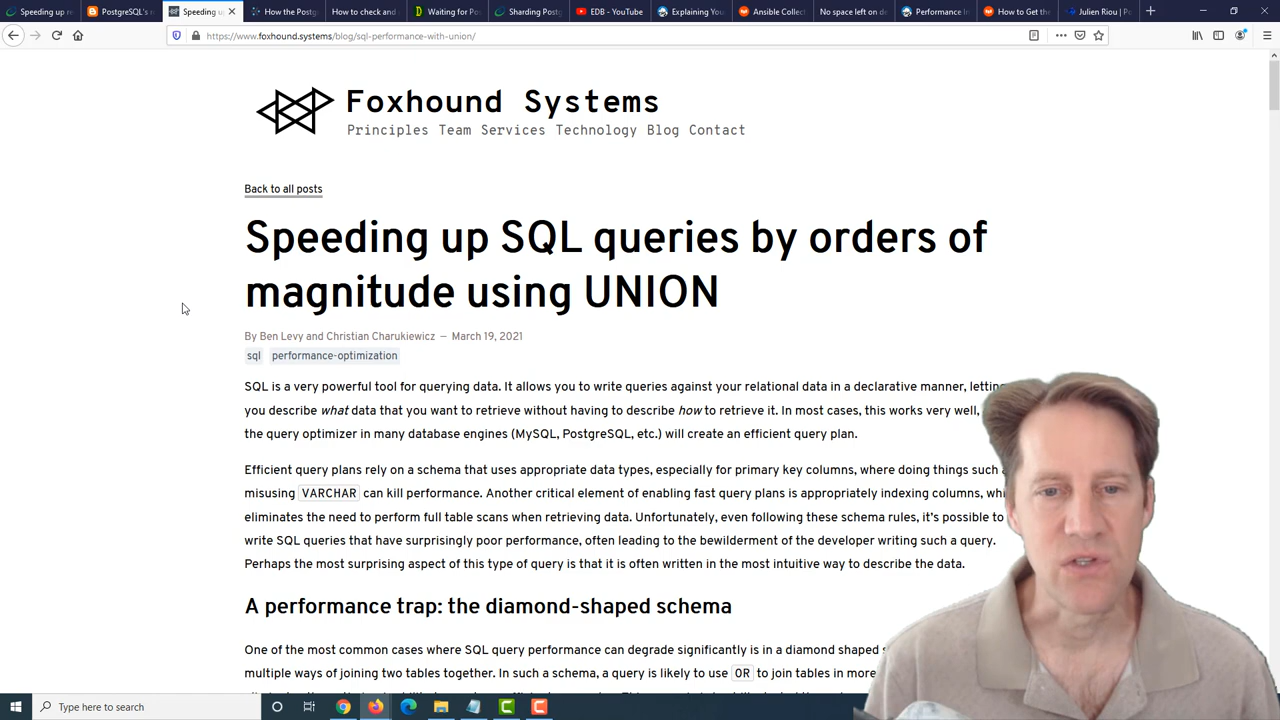 Speeding up re
PostgreSQL's x
Speeding up
How the Postg
How to check and
Waiting for Pos
Sharding Postg
EDB - YouTube
Explaining You
Ansible Collect
No space left on de
Performance In
How to Get the
Julien Riou | Po
https://www.foxhound.systems/blog/sql-performance-with-union/
Foxhound Systems
Principles Team Services Technology Blog Contact
Back to all posts
Speeding up SQL queries by orders of
magnitude using UNION
By Ben Levy and Christian Charukiewicz — March 19, 2021
sql performance-optimization
SQL is a very powerful tool for querying data. It allows you to write queries against your relational data in a declarative manner, letting
you describe what data that you want to retrieve without having to describe how to retrieve it. In most cases, this works very well,
the query optimizer in many database engines (MySQL, PostgreSQL, etc.) will create an efficient query plan.
Efficient query plans rely on a schema that uses appropriate data types, especially for primary key columns, where doing things such
misusing VARCHAR can kill performance. Another critical element of enabling fast query plans is appropriately indexing columns, whi
eliminates the need to perform full table scans when retrieving data. Unfortunately, even following these schema rules, it's possible to
write SQL queries that have surprisingly poor performance, often leading to the bewilderment of the developer writing such a query.
Perhaps the most surprising aspect of this type of query is that it is often written in the most intuitive way to describe the data.
A performance trap: the diamond-shaped schema
One of the most common cases where SQL query performance can degrade significantly is in a diamond shaped s
multiple ways of joining two tables together. In such a schema, a query is likely to use OR to join tables in more
Type here to search